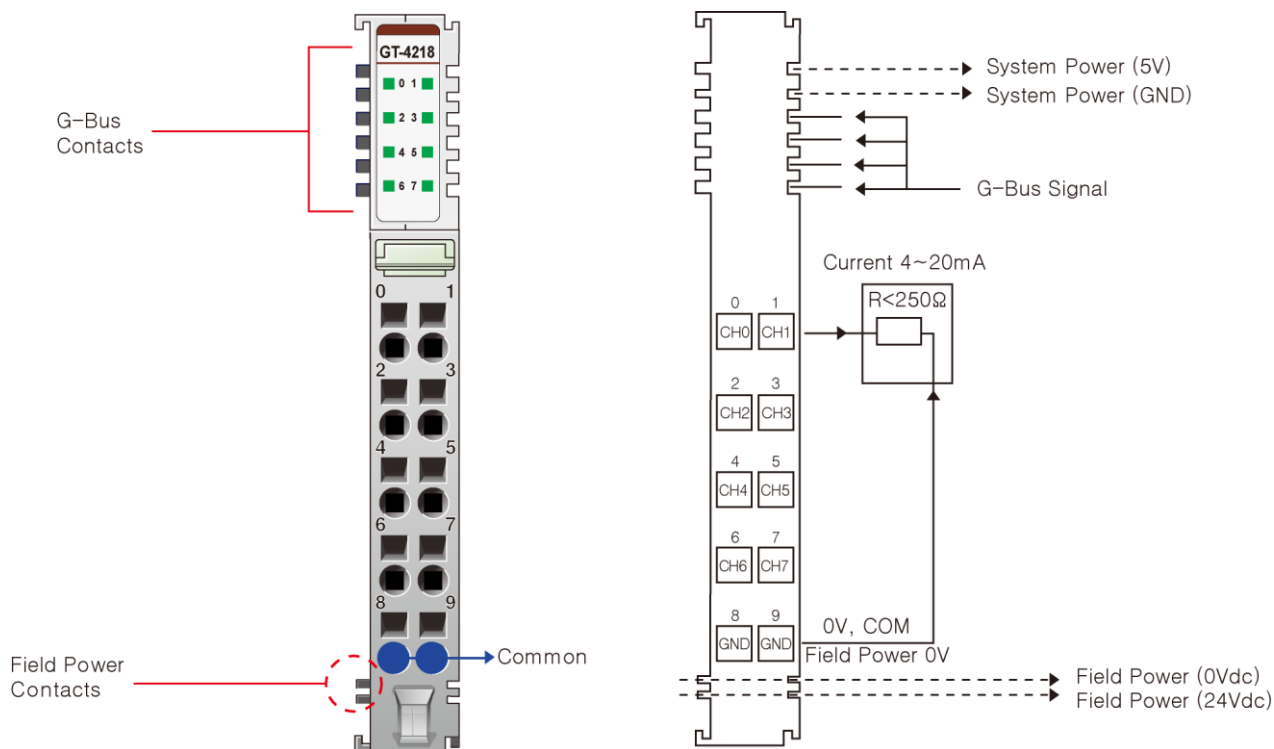 GT-4218
0 1
2 3
4 5
6 7
G-Bus
Contacts
0 1
2 3
4 5
6 7
8 9
Common
Field Power
Contacts
System Power (5V)
System Power (GND)
G-Bus Signal
Current 4~20mA
R<250Ω
0 1
CH0 CH1
2 3
CH2 CH3
4 5
CH4 CH5
6 7
CH6 CH7
8 9
GND GND
0V, COM
Field Power 0V
Field Power (0Vdc)
Field Power (24Vdc)